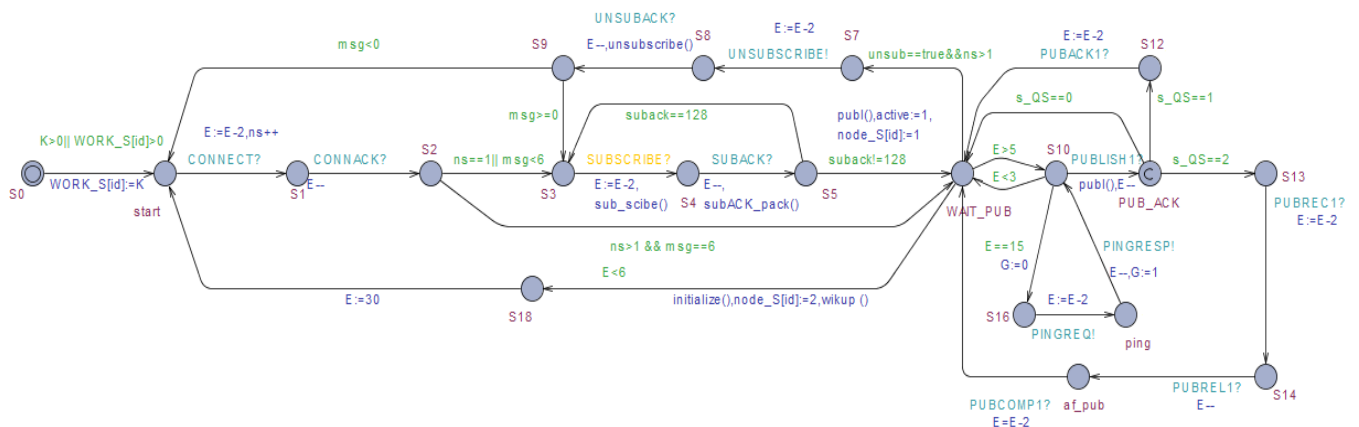 UNSUBACK?
E:=E-2
S8
S7
E--,unsubscribe()
UNSUBSCRIBE!
S9
msg<0
unsub==true&&ns>1
E:=E-2
S12
PUBACK1?
s_QS==0
s_QS==1
msg>=0
suback==128
publ(),active:=1,
node_S[id]:=1
K>0|| WORK_S[id]>0
E:=E-2,ns++
CONNECT?
CONNACK?
S2
ns==1|| msg<6
SUBSCRIBE?
SUBACK?
suback!=128
E>5
S10
PUBLISH1?
s_QS==2
E<3
S0
WORK_S[id]:=K
start
S1
E--
S3
E:=E-2,
sub_scibe()
S4
E--,
subACK_pack()
S5
WAIT_PUB
publ(),E--
PUB_ACK
S13
PUBREC1?
E:=E-2
ns>1 && msg==6
E<6
E==15
G:=0
PINGRESP!
E--,G:=1
E:=30
S18
initialize(),node_S[id]:=2,wikup ()
E:=E-2
S16
PINGREQ!
ping
PUBCOMP1?
E=E-2
af_pub
PUBREL1?
E--
S14